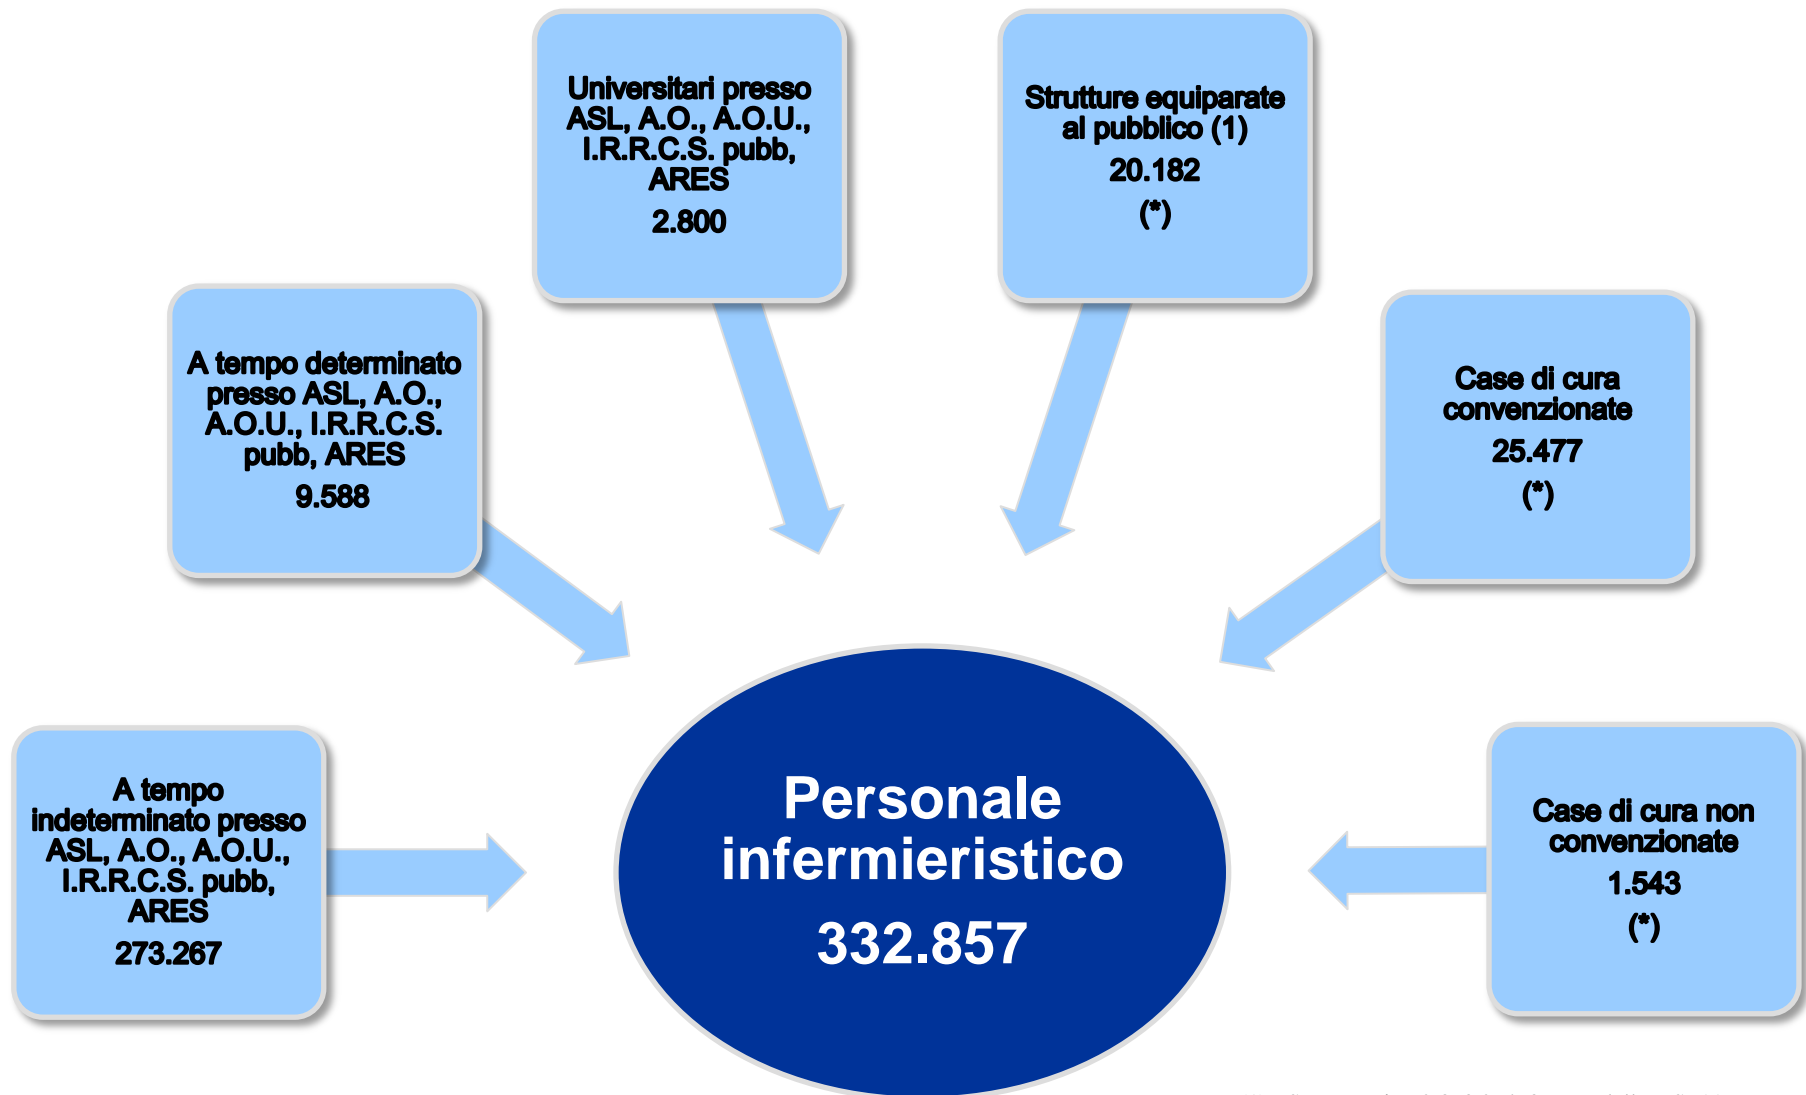 Universitari presso
ASL, A.O., A.O.U.,
I.R.R.C.S. pubb,
ARES
2.800
Strutture equiparate
al pubblico (1)
20.182
(*)
A tempo determinato
presso ASL, A.O.,
A.O.U., I.R.R.C.S.
pubb, ARES
9.588
Case di cura
convenzionate
25.477
(*)
A tempo
indeterminato presso
ASL, A.O., A.O.U.,
I.R.R.C.S. pubb,
ARES
273.267
Personale
infermieristico
332.857
Case di cura non
convenzionate
1.543
(*)